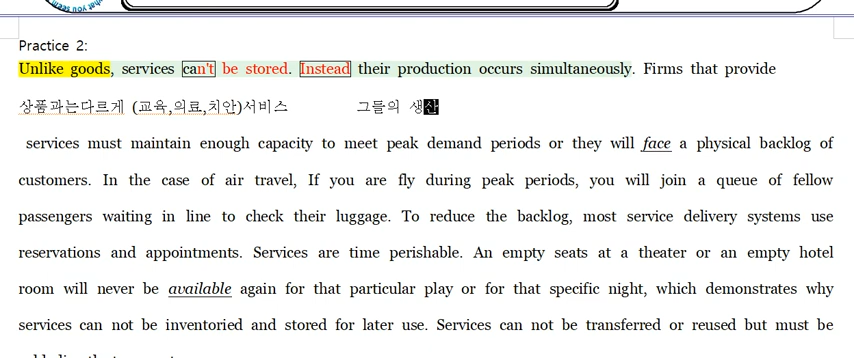 what you seem
Practice 2:
Unlike goods, services can't be stored. Instead their production occurs simultaneously. Firms that provide
상품과는다르게 (교육,의료,치안)서비스 그들의 생산
services must maintain enough capacity to meet peak demand periods or they will face a physical backlog of
customers. In the case of air travel, If you are fly during peak periods, you will join a queue of fellow
passengers waiting in line to check their luggage. To reduce the backlog, most service delivery systems use
reservations and appointments. Services are time perishable. An empty seats at a theater or an empty hotel
room will never be available again for that particular play or for that specific night, which demonstrates why
services can not be inventoried and stored for later use. Services can not be transferred or reused but must be